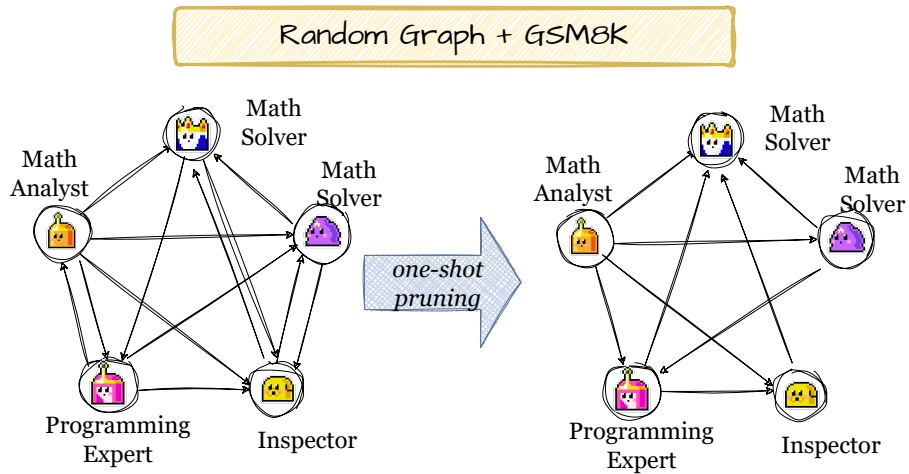 Random Graph + GSM8K
Math
Solver
Math
Analyst
Math
Solver
Programming
Expert
Inspector
one-shot
pruning
Math
Solver
Math
Analyst
Math
Solver
Programming
Expert
Inspector